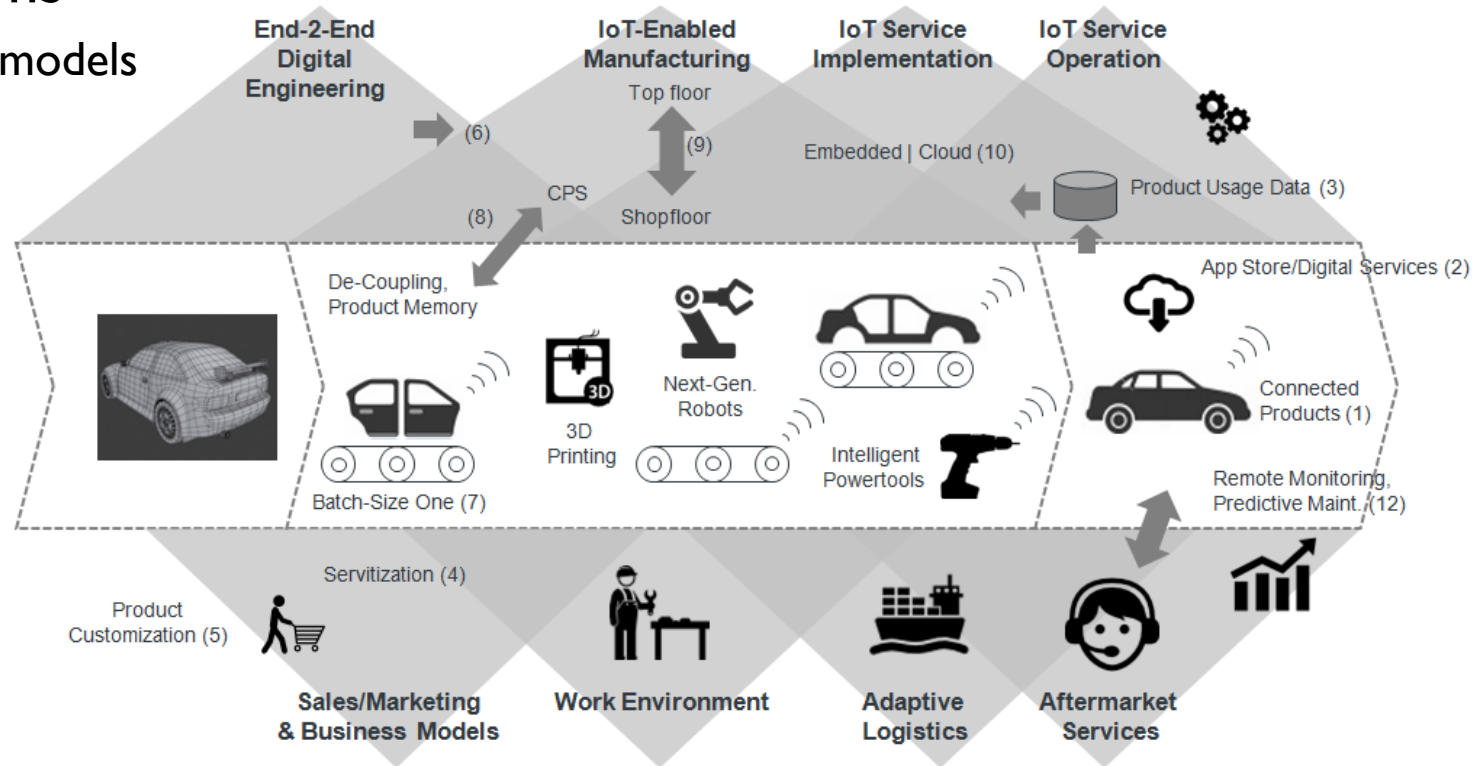 models
End-2-End
Digital
Engineering
IoT-Enabled
Manufacturing
IoT Service
Implementation
IoT Service
Operation
Top floor
(6)
(9)
Embedded | Cloud (10)
Product Usage Data (3)
CPS
(8)
Shopfloor
De-Coupling,
Product Memory
App Store/Digital Services (2)
3D
Next-Gen.
Robots
3D
Printing
Connected
Products (1)
Intelligent
Powertools
Batch-Size One (7)
Remote Monitoring,
Predictive Maint. (12)
Servitization (4)
Product
Customization (5)
Sales/Marketing
& Business Models
Work Environment
Adaptive
Logistics
Aftermarket
Services